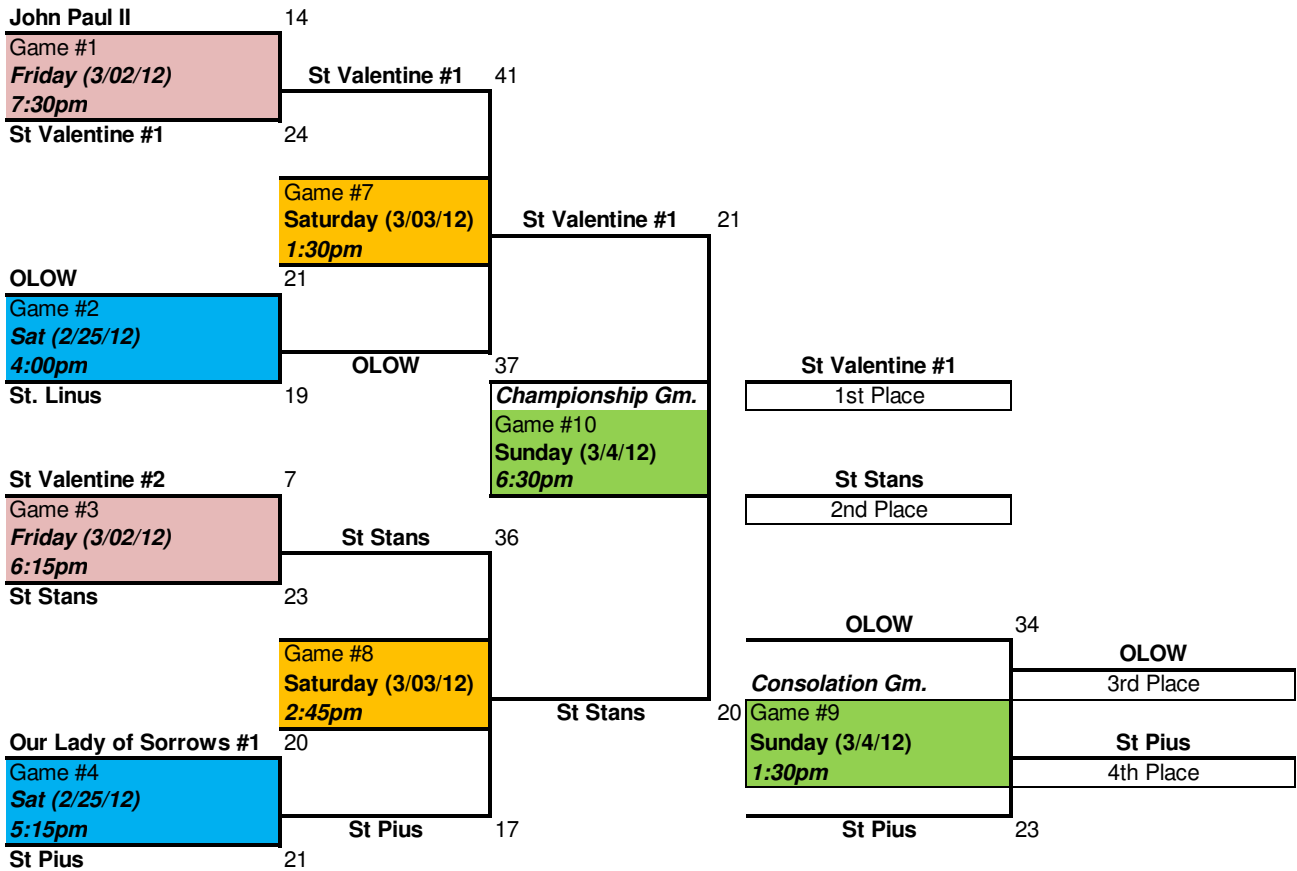 John Paul II 14
Game #1
Friday (3/02/12) St Valentine #1 41
7:30pm
St Valentine #1 24
Game #7
Saturday (3/03/12) St Valentine #1 21
1:30pm
OLOW 21
Game #2
Sat (2/25/12)
4:00pm OLOW 37 St Valentine #1
St. Linus 19 Championship Gm. 1st Place
Game #10
Sunday (3/4/12)
St Valentine #2 7 6:30pm St Stans
Game #3 2nd Place
Friday (3/02/12) St Stans 36
6:15pm
St Stans 23
OLOW 34
Game #8 OLOW
Saturday (3/03/12) Consolation Gm. 3rd Place
2:45pm St Stans 20 Game #9
Our Lady of Sorrows #1 20 Sunday (3/4/12) St Pius
Game #4 1:30pm 4th Place
Sat (2/25/12)
5:15pm St Pius 17 St Pius 23
St Pius 21